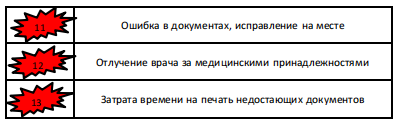 11 Ошибка в документах, исправление на месте
12 Отлучение врача за медицинскими принадлежностями
13 Затрата времени на печать недостающих документов